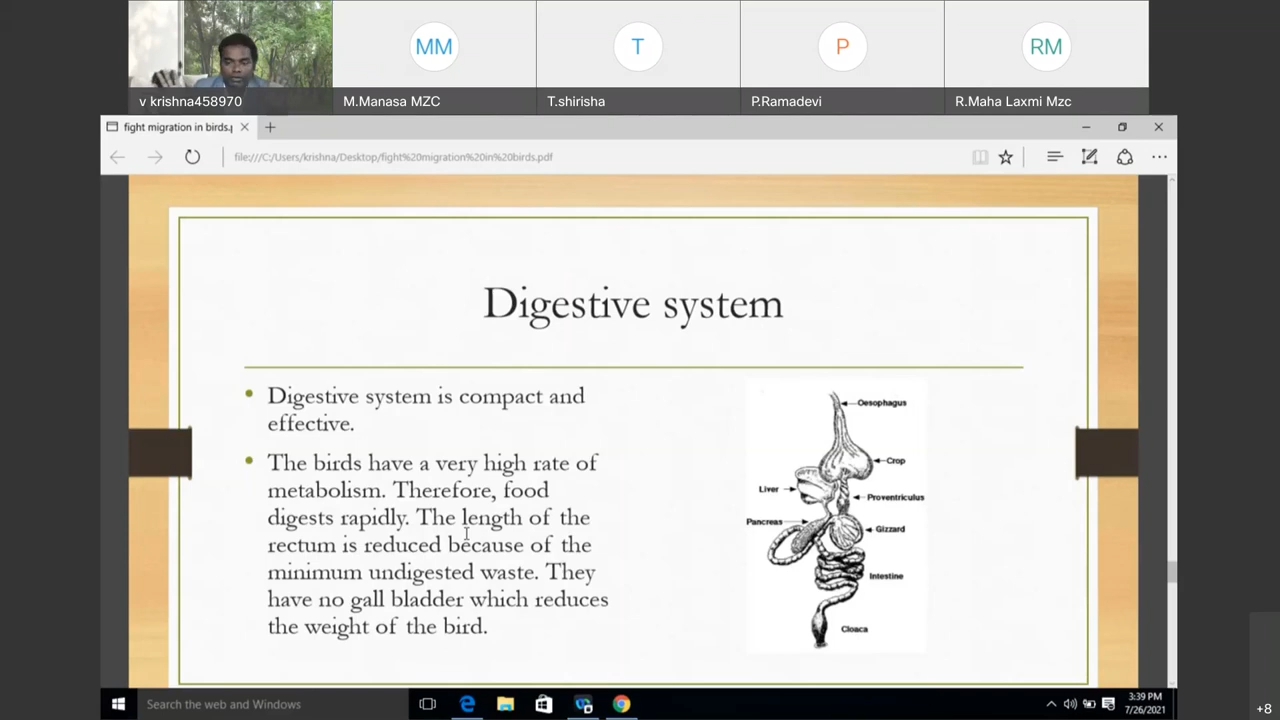 MM
T
P
RM
v krishna458970
M.Manasa MZC
T.shirisha
P.Ramadevi
R.Maha Laxmi Mzc
fight migration in birds.p
file:///C:/Users/krishna/Desktop/fight%20migration%20in%20birds.pdf
Digestive system
• Digestive system is compact and
effective.
• The birds have a very high rate of
metabolism. Therefore, food
digests rapidly. The length of the
rectum is reduced because of the
minimum undigested waste. They
have no gall bladder which reduces
the weight of the bird.
Oesophagus
Crop
Liver
Proventriculus
Pancreas
Gizzard
Intestine
Cloaca
Search the web and Windows
3:39 PM
7/26/2021
+8